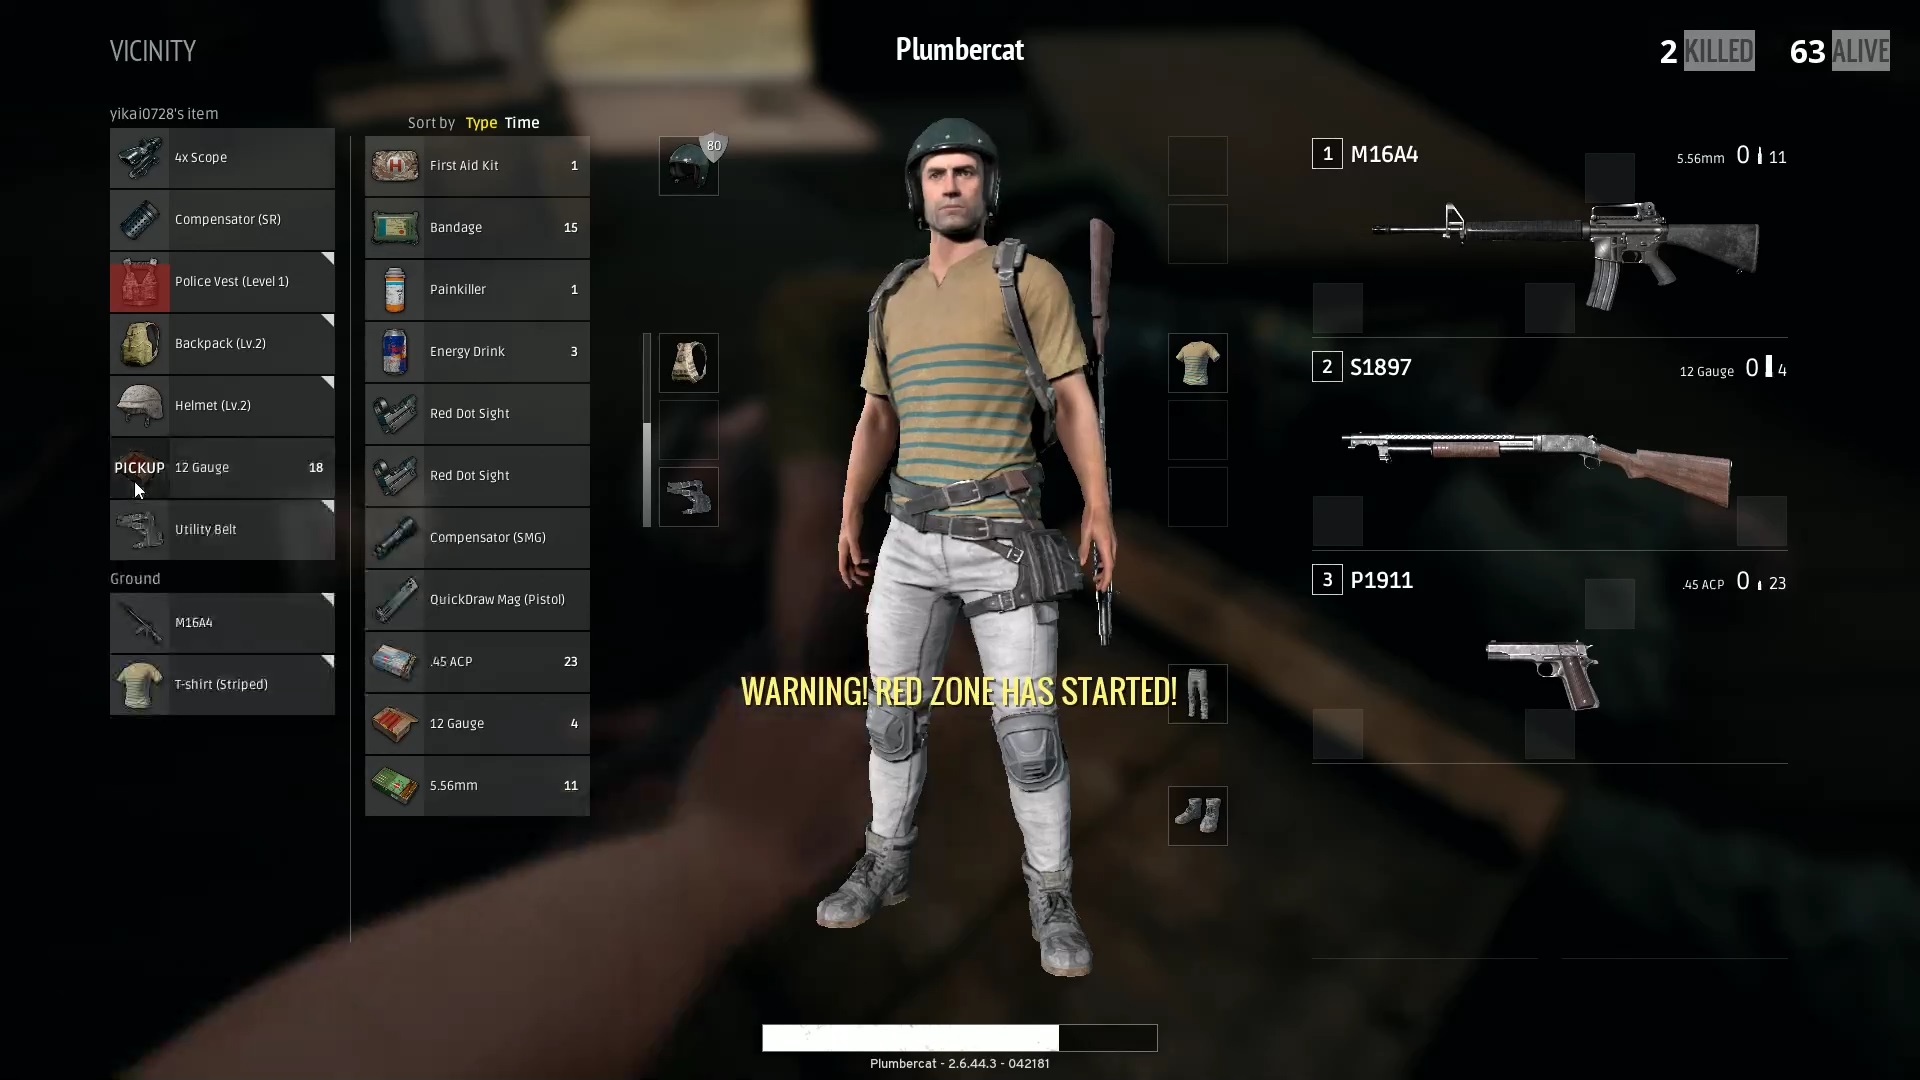 VICINITY
Plumbercat
2 KILLED 63 ALIVE
yikai0728's item
4x Scope
Compensator (SR)
Police Vest (Level 1)
Backpack (Lv.2)
Helmet (Lv.2)
PICKUP 12 Gauge 18
Utility Belt
Ground
M16A4
T-shirt (Striped)
Sort by Type Time
First Aid Kit 1
Bandage 15
Painkiller 1
Energy Drink 3
Red Dot Sight
Red Dot Sight
Compensator (SMG)
QuickDraw Mag (Pistol)
.45 ACP 23
12 Gauge 4
5.56mm 11
80
WARNING! RED ZONE HAS STARTED!
1 M16A4 5.56mm 0 11
2 S1897 12 Gauge 0 4
3 P1911 .45 ACP 0 23
Plumbercat - 2.6.44.3 - 042181